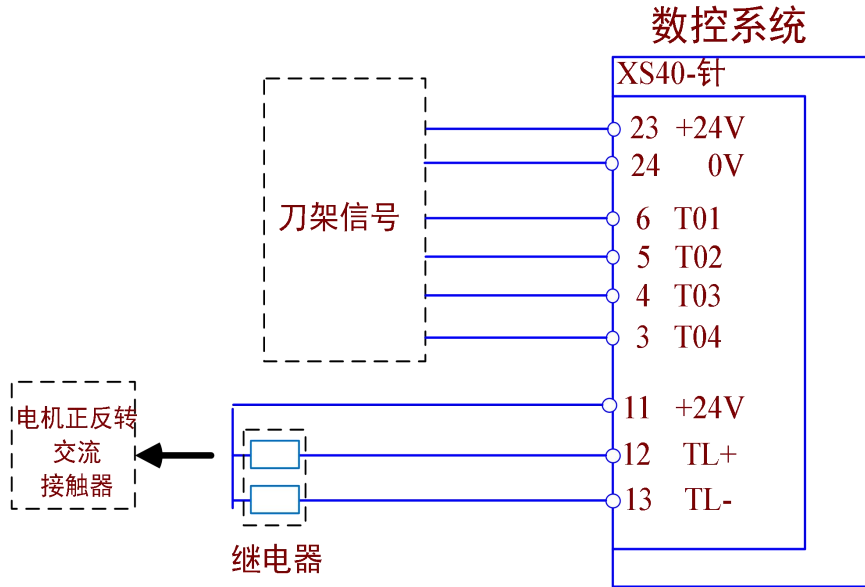 数控系统
XS40-针
23 +24V
24 0V
刀架信号
6 T01
5 T02
4 T03
3 T04
11 +24V
电机正反转
交流
接触器
12 TL+
13 TL-
继电器